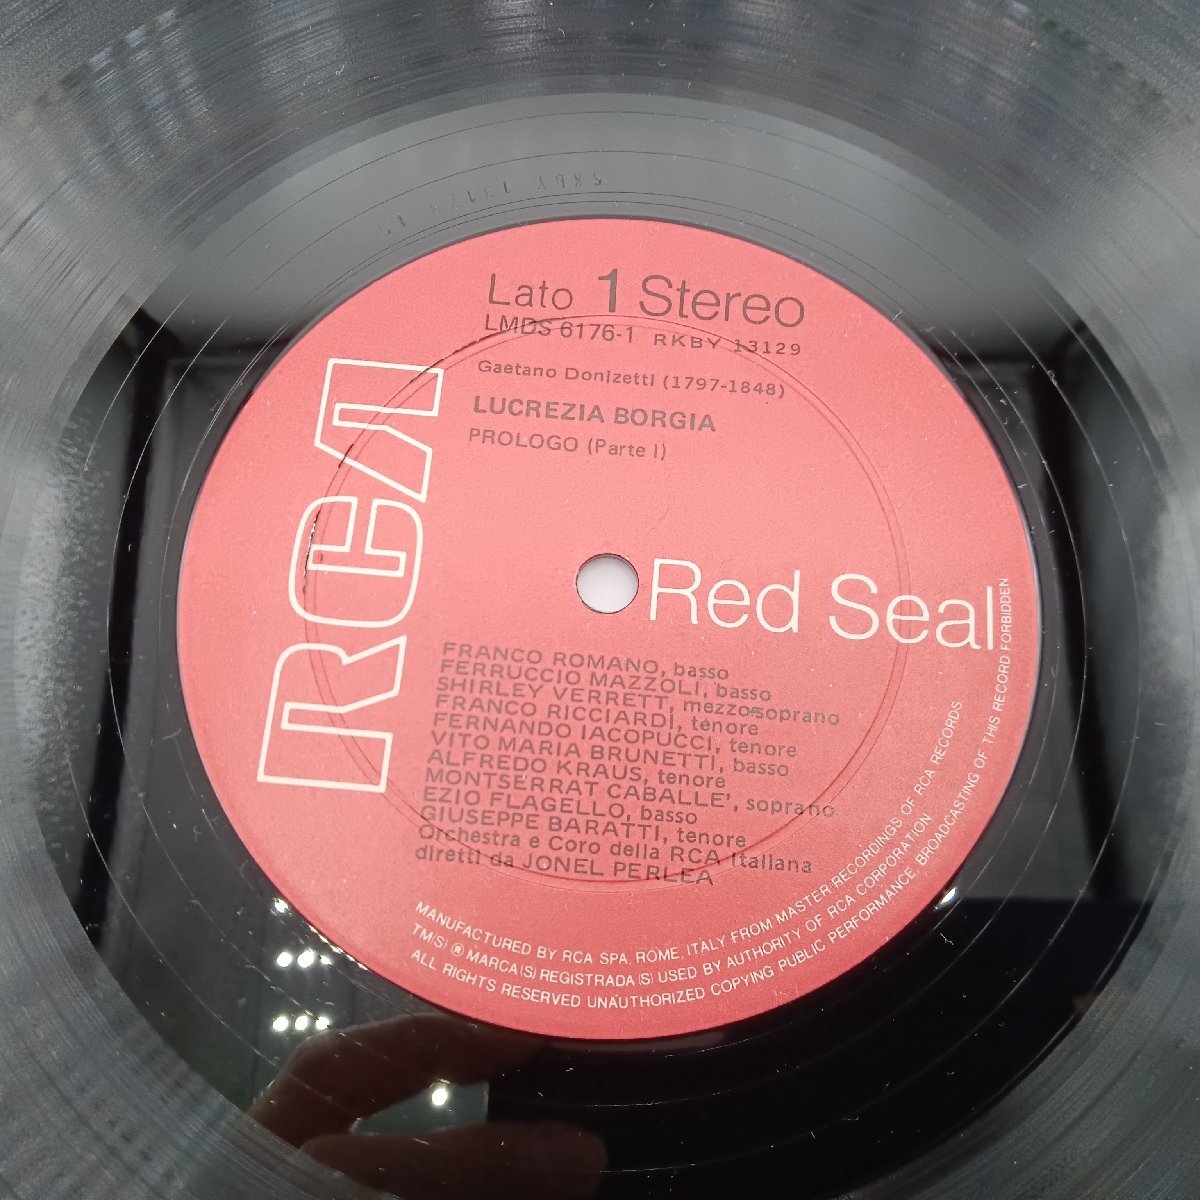 Lato 1 Stereo
LMDS 6176-1 RKBY 13129
Gaetano Donizetti (1797-1848)
LUCREZIA BORGIA
PROLOGO (Parte I)
RCA
Red Seal
FRANCO ROMANO, basso
FERRUCCIO MAZZOLI, basso
SHIRLEY VERRETT, mezzo-soprano
FRANCO RICCIARDI, tenore
FERNANDO IACOPUCCI, tenore
VITO MARIA BRUNETTI, basso
ALFREDO KRAUS, tenore
MONTSERRAT CABALLE', soprano
EZIO FLAGELLO, basso
GIUSEPPE BARATTI, tenore
Orchestra e Coro della RCA Italiana
diretti da JONEL PERLEA
MANUFACTURED BY RCA SPA, ROME, ITALY FROM MASTER RECORDINGS OF RCA RECORDS.
TM(S) ® MARCA(S) REGISTRADA(S) USED BY AUTHORITY OF RCA CORPORATION
ALL RIGHTS RESERVED UNAUTHORIZED COPYING PUBLIC PERFORMANCE, BROADCASTING OF THIS RECORD FORBIDDEN